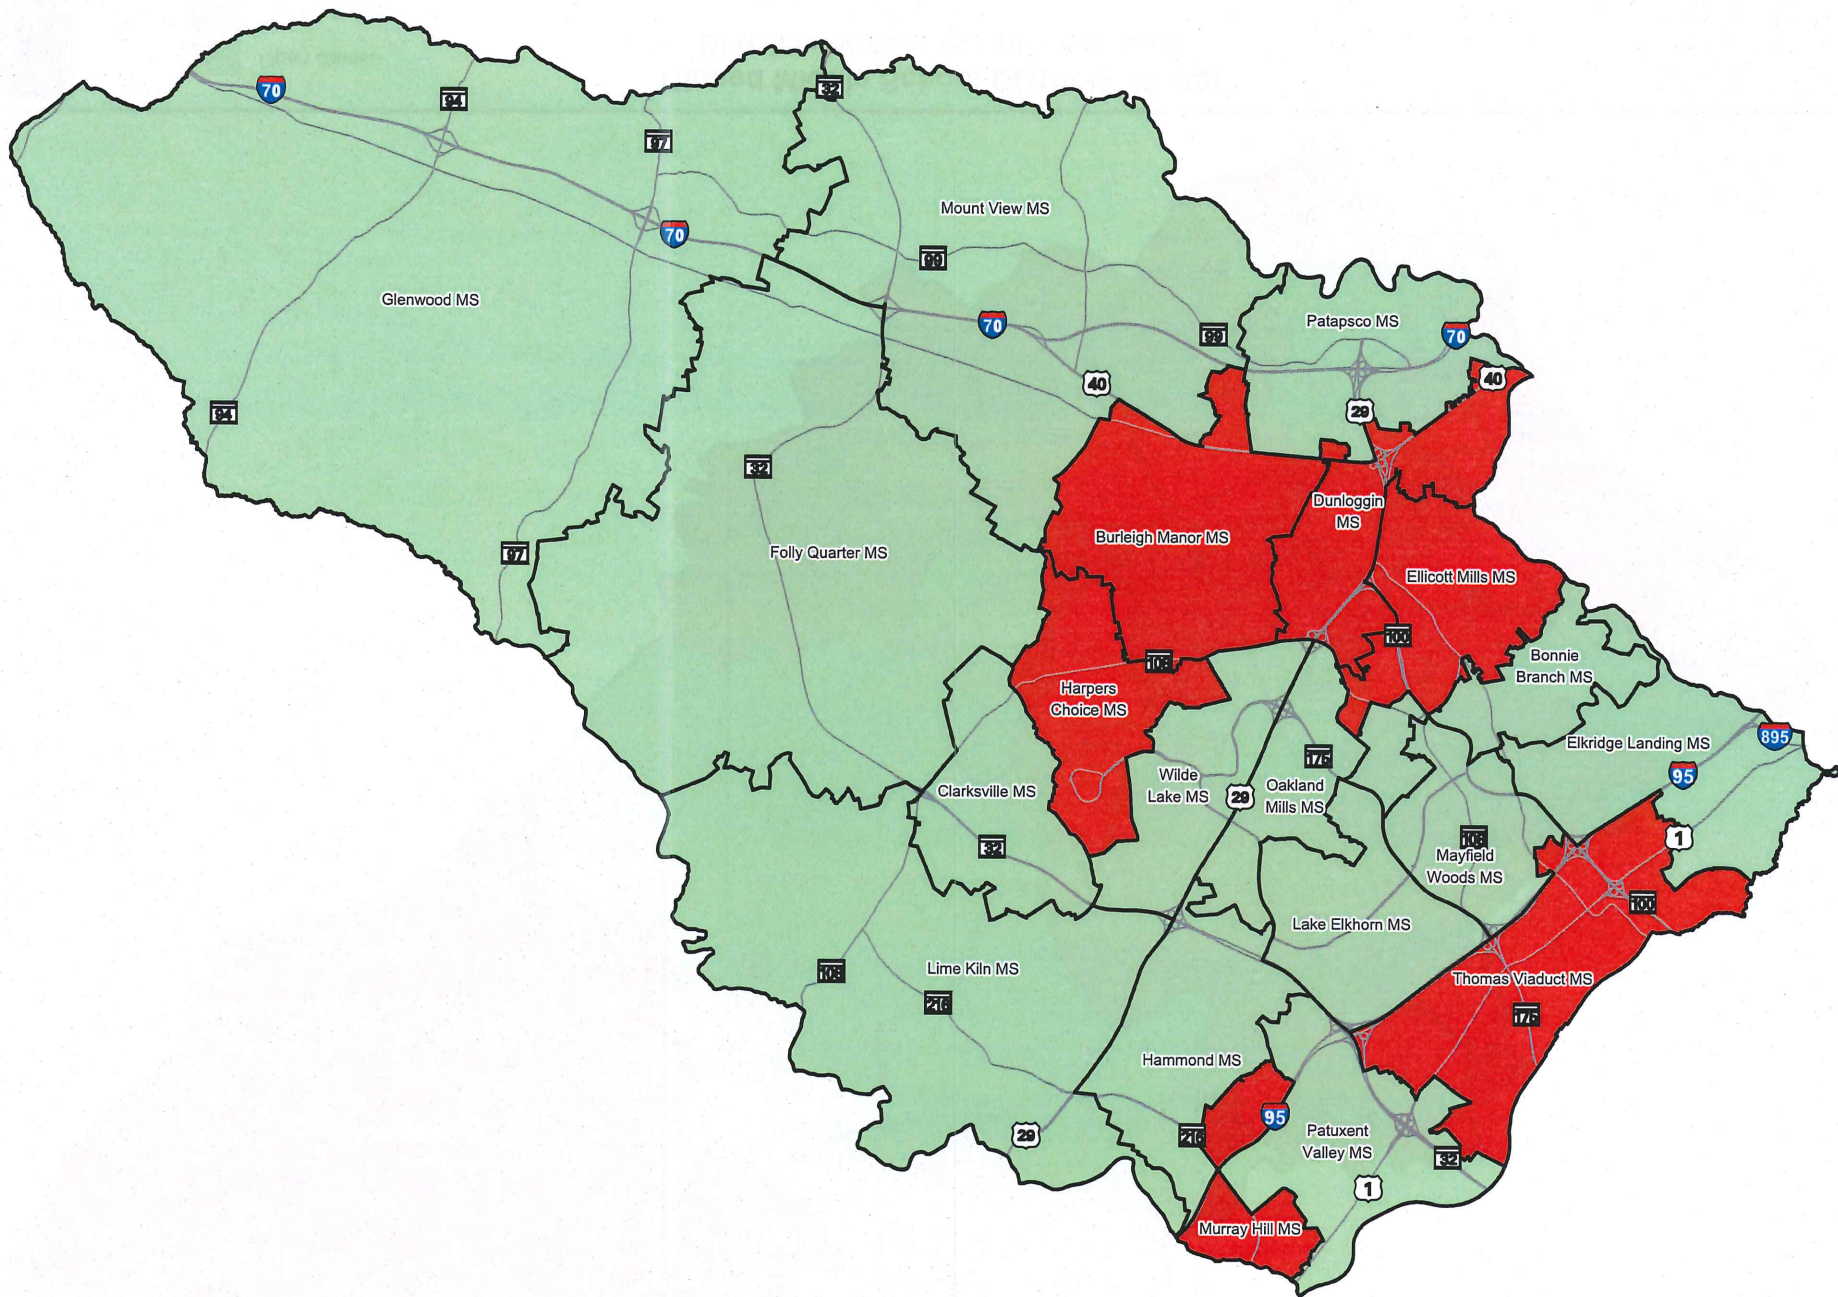 70
94
32
97
Mount View MS
70
99
Glenwood MS
70
99
Patapsco MS
70
40
40
94
29
32
Dunloggin
MS
Burleigh Manor MS
97
Folly Quarter MS
Ellicott Mills MS
100
108
Bonnie
Branch MS
Harpers
Choice MS
Elkridge Landing MS
895
95
175
Wilde
Lake MS
29
Oakland
Mills MS
Clarksville MS
32
108
Mayfield
Woods MS
1
100
Lake Elkhorn MS
Lime Kiln MS
108
216
Thomas Viaduct MS
175
Hammond MS
95
29
216
Patuxent
Valley MS
32
1
Murray Hill MS